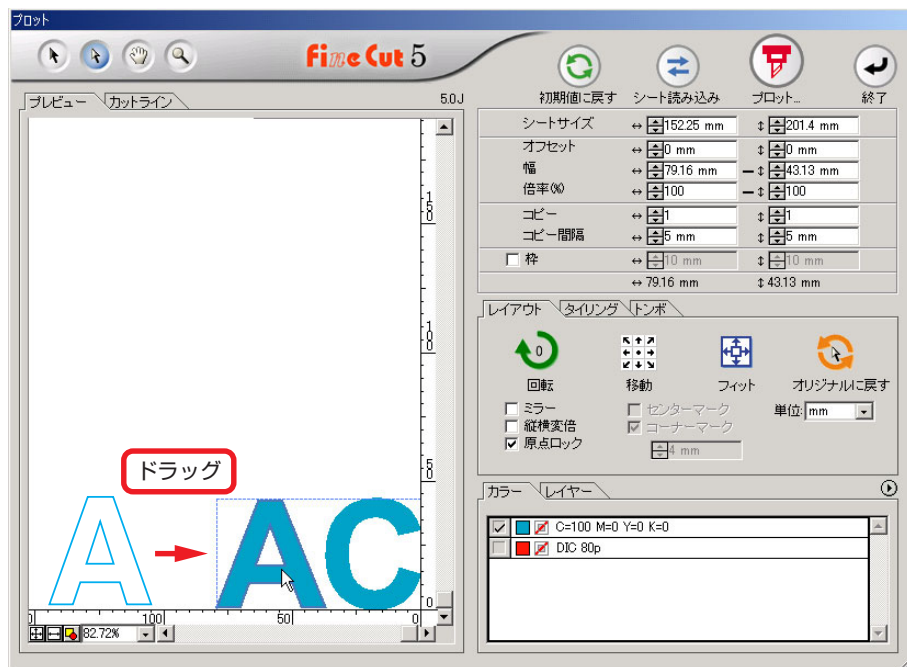 プロット
Fine Cut 5
初期値に戻す シート読み込み プロット... 終了
プレビュー カットライン 5.0J
シートサイズ 152.25 mm 201.4 mm
オフセット 0 mm 0 mm
幅 79.16 mm 43.13 mm
倍率(%) 100 100
コピー 1 1
コピー間隔 5 mm 5 mm
枠 10 mm 10 mm
79.16 mm 43.13 mm
レイアウト タイリング トンボ
0
回転 移動 フィット オリジナルに戻す
ミラー センターマーク 単位: mm
縦横変倍 コーナーマーク
原点ロック 4 mm
カラー レイヤー
C=100 M=0 Y=0 K=0
DIC 80p
150
100
50
0
ドラッグ
A AC
0 100 50 0
82.72%